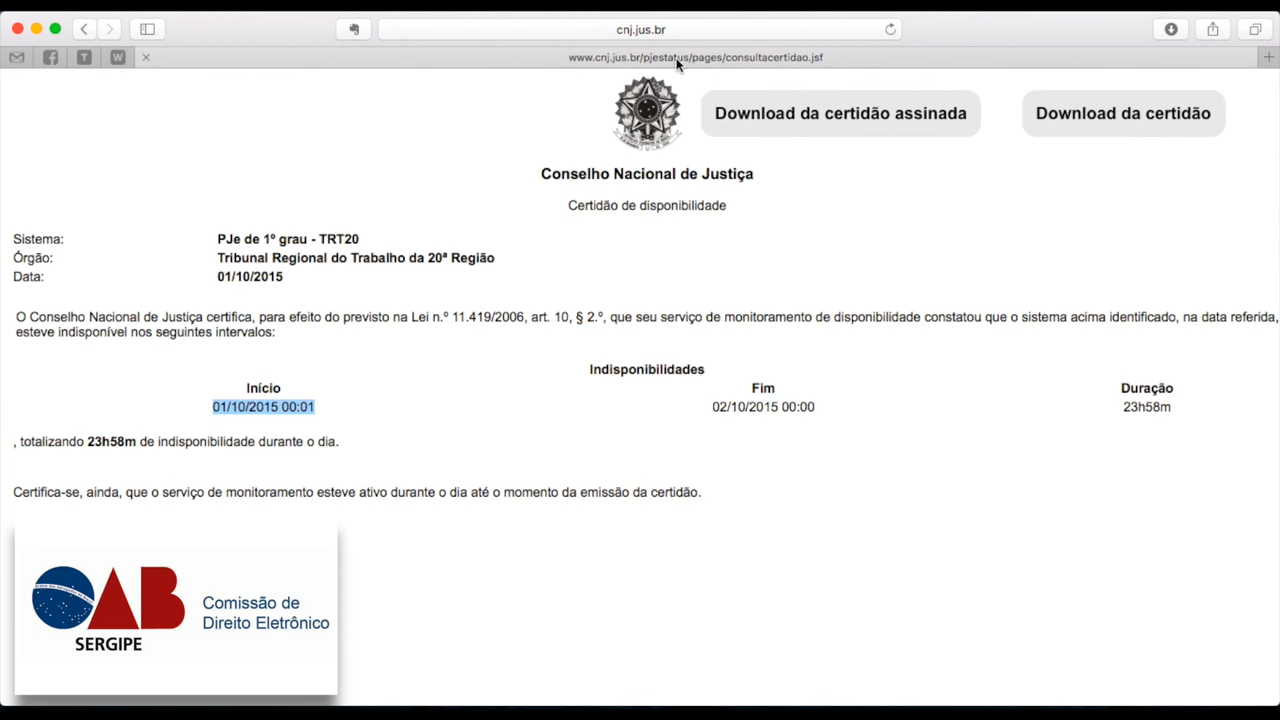 cnj.jus.br
T
W
www.cnj.jus.br/pjestatus/pages/consultacertidao.jsf
Download da certidão assinada
Download da certidão
Conselho Nacional de Justiça
Certidão de disponibilidade
Sistema: PJe de 1º grau - TRT20
Órgão: Tribunal Regional do Trabalho da 20ª Região
Data: 01/10/2015
O Conselho Nacional de Justiça certifica, para efeito do previsto na Lei n.º 11.419/2006, art. 10, § 2.º, que seu serviço de monitoramento de disponibilidade constatou que o sistema acima identificado, na data referida,
esteve indisponível nos seguintes intervalos:
Indisponibilidades
Início Fim Duração
01/10/2015 00:01 02/10/2015 00:00 23h58m
, totalizando 23h58m de indisponibilidade durante o dia.
Certifica-se, ainda, que o serviço de monitoramento esteve ativo durante o dia até o momento da emissão da certidão.
OAB
SERGIPE
Comissão de
Direito Eletrônico